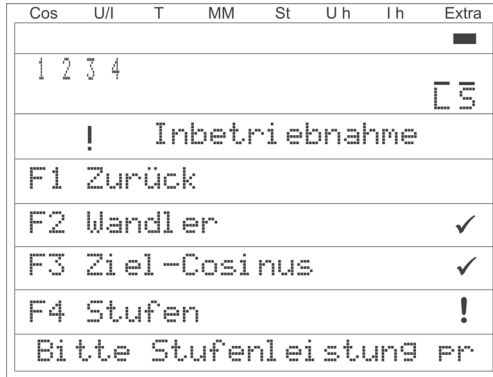 Cos U/I T MM St U h I h Extra
1 2 3 4
! Inbetriebnahme
F1 Zurück
F2 Wandler ✓
F3 Ziel-Cosinus ✓
F4 Stufen !
Bitte Stufenleistung pr